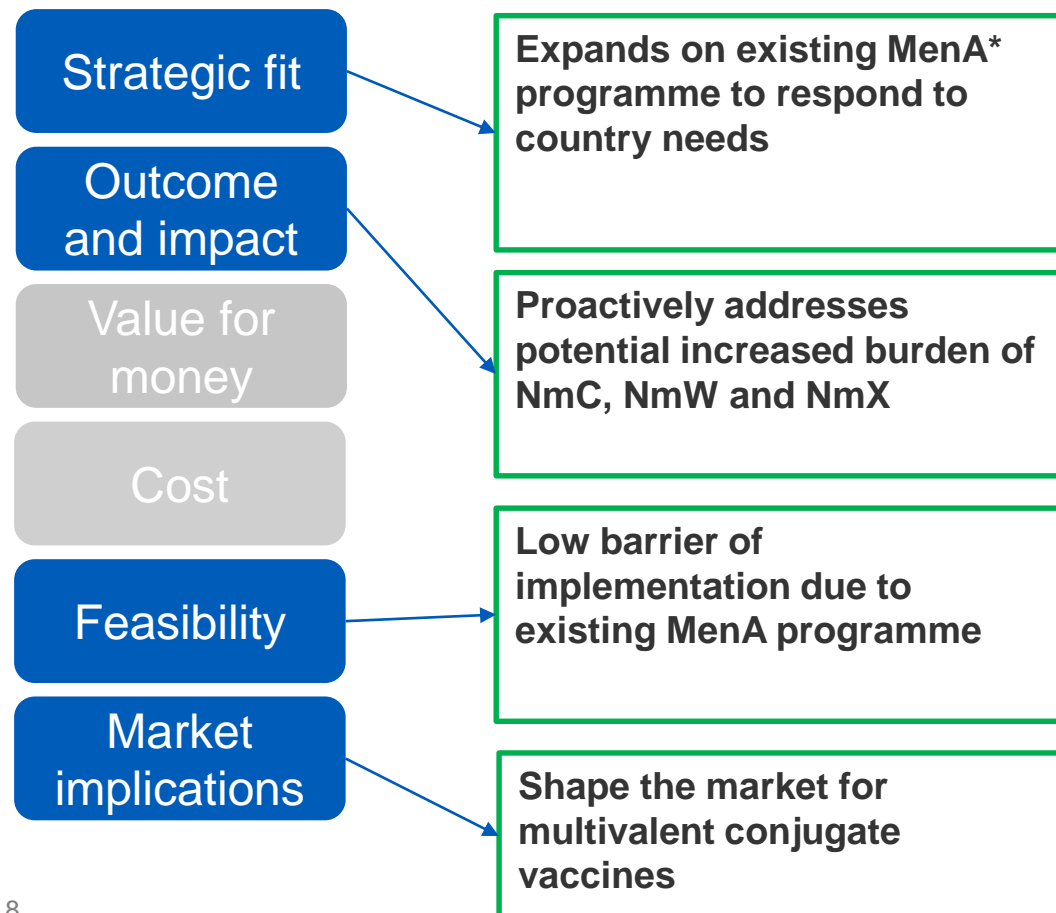 Strategic fit
Expands on existing MenA*
programme to respond to
country needs
Outcome
and impact
Proactively addresses
potential increased burden of
NmC, NmW and NmX
Value for
money
Cost
Feasibility
Low barrier of
implementation due to
existing MenA programme
Market
implications
Shape the market for
multivalent conjugate
vaccines
8